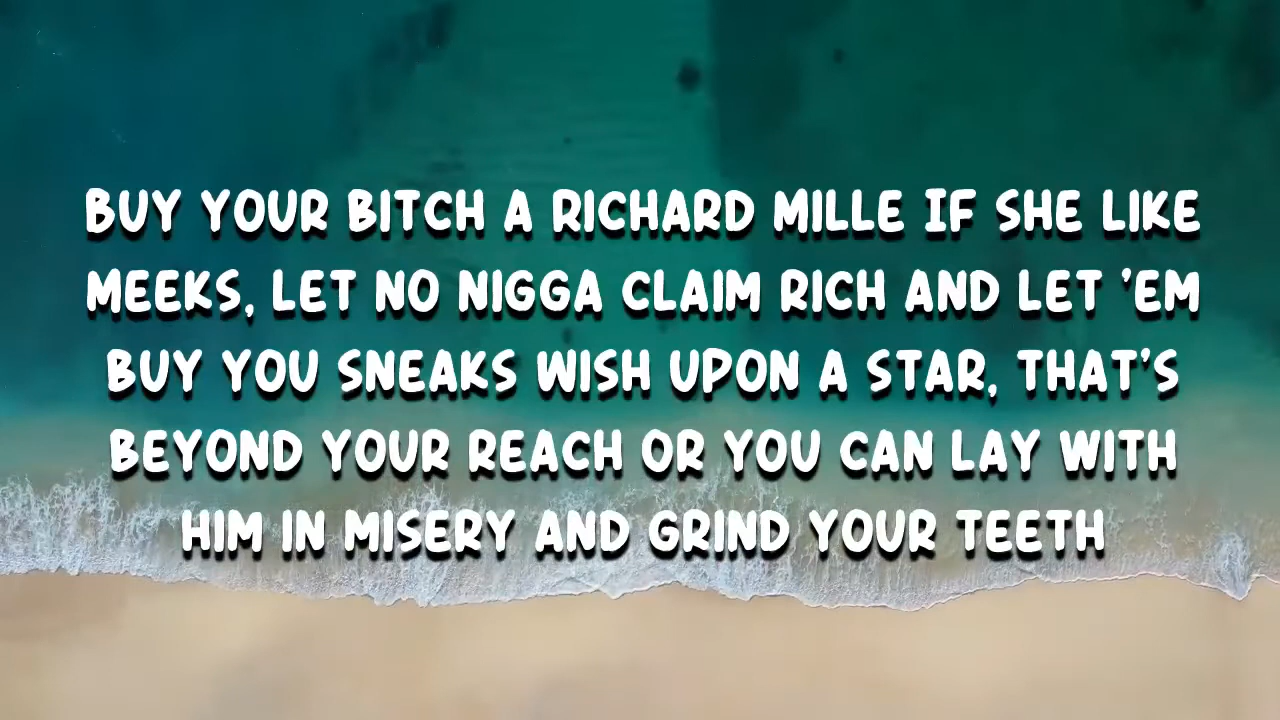 BUY YOUR BITCH A RICHARD MILLE IF SHE LIKE
MEEKS, LET NO NIGGA CLAIM RICH AND LET 'EM
BUY YOU SNEAKS WISH UPON A STAR, THAT'S
BEYOND YOUR REACH OR YOU CAN LAY WITH
HIM IN MISERY AND GRIND YOUR TEETH